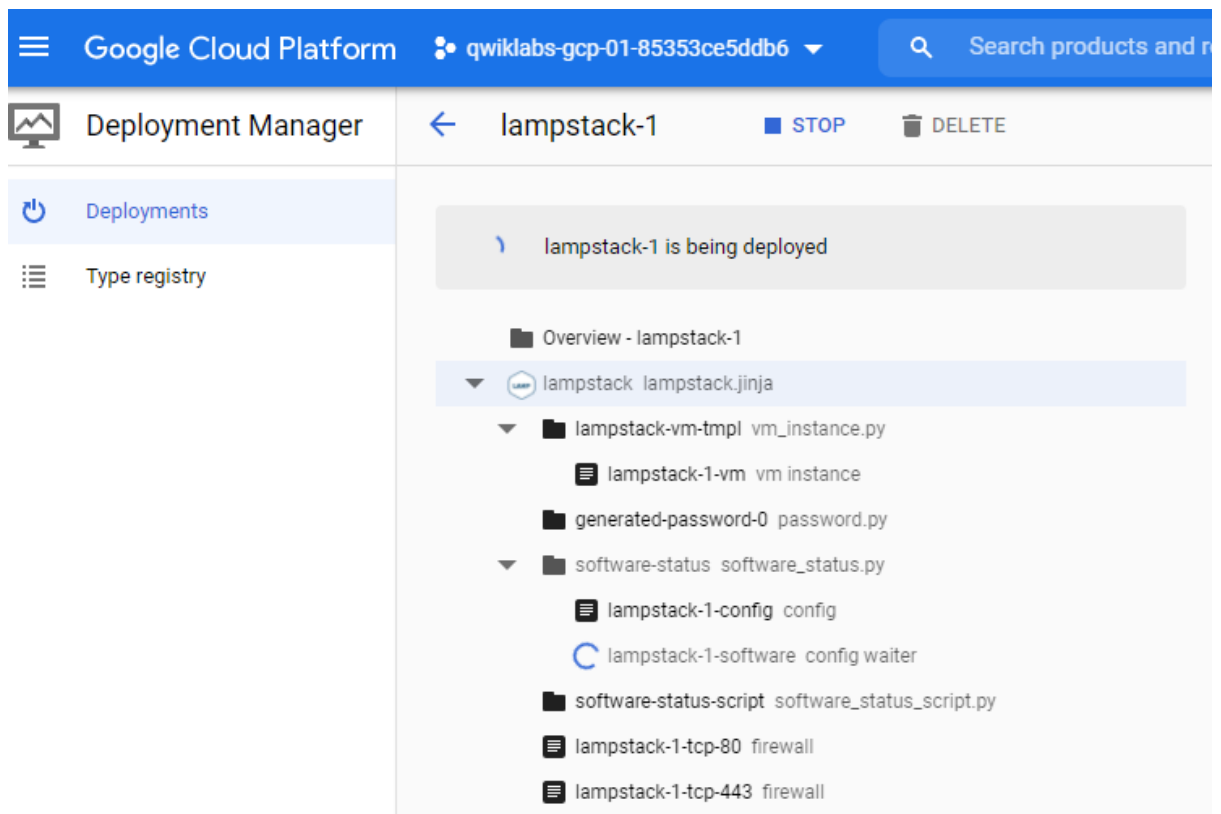 Google Cloud Platform qwiklabs-gcp-01-85353ce5ddb6 Search products and
Deployment Manager lampstack-1 STOP DELETE
Deployments
Type registry
lampstack-1 is being deployed
Overview - lampstack-1
lampstack lampstack.jinja
lampstack-vm-tmpl vm_instance.py
lampstack-1-vm vm instance
generated-password-0 password.py
software-status software_status.py
lampstack-1-config config
lampstack-1-software config waiter
software-status-script software_status_script.py
lampstack-1-tcp-80 firewall
lampstack-1-tcp-443 firewall